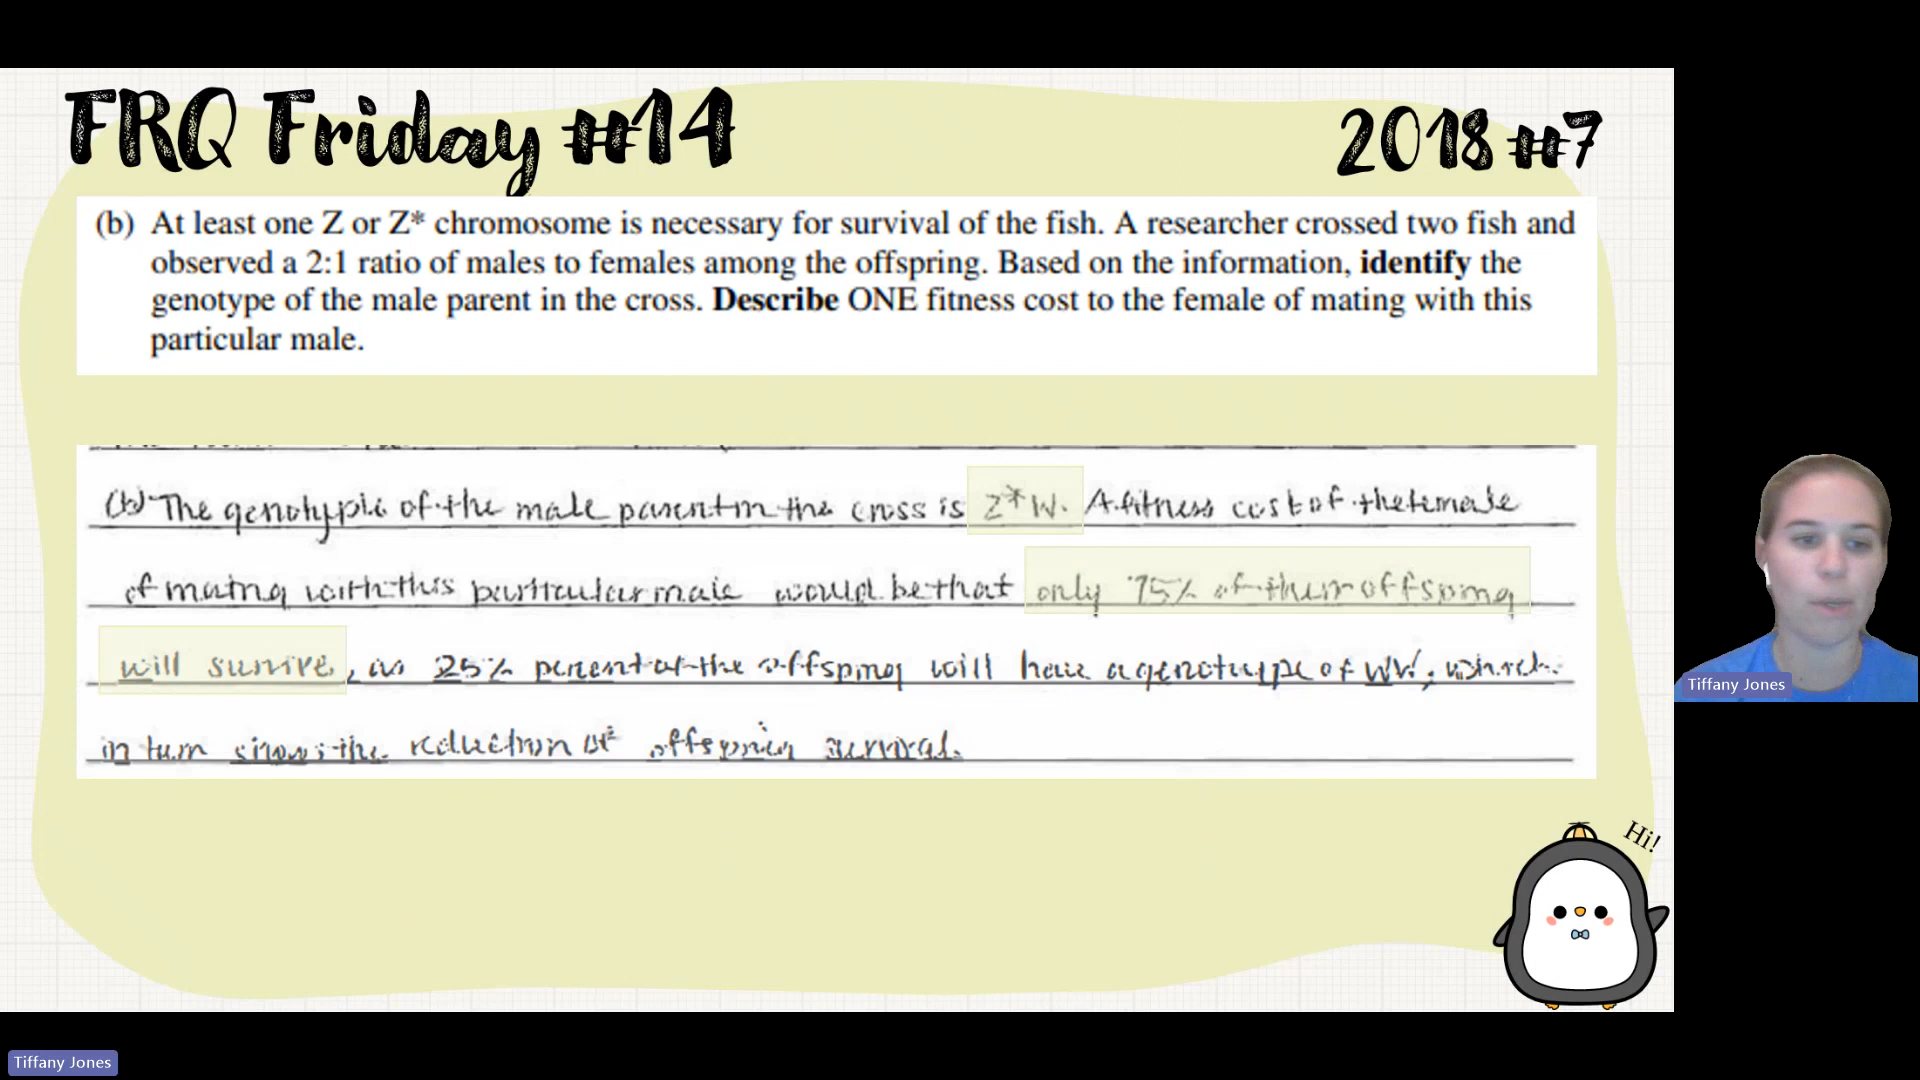 FRQ Friday #14
2018 #7
(b) At least one Z or Z* chromosome is necessary for survival of the fish. A researcher crossed two fish and
observed a 2:1 ratio of males to females among the offspring. Based on the information, identify the
genotype of the male parent in the cross. Describe ONE fitness cost to the female of mating with this
particular male.
(b) The genotypic of the male parent in the cross is Z*W. A fitness cost of the female
of mating with this particular male would be that only 75% of their offspring
will survive, as 25% percent of the offspring will have a genotype of WW, which
in turn shows the reduction of offspring survival.
Hi!
Tiffany Jones
Tiffany Jones